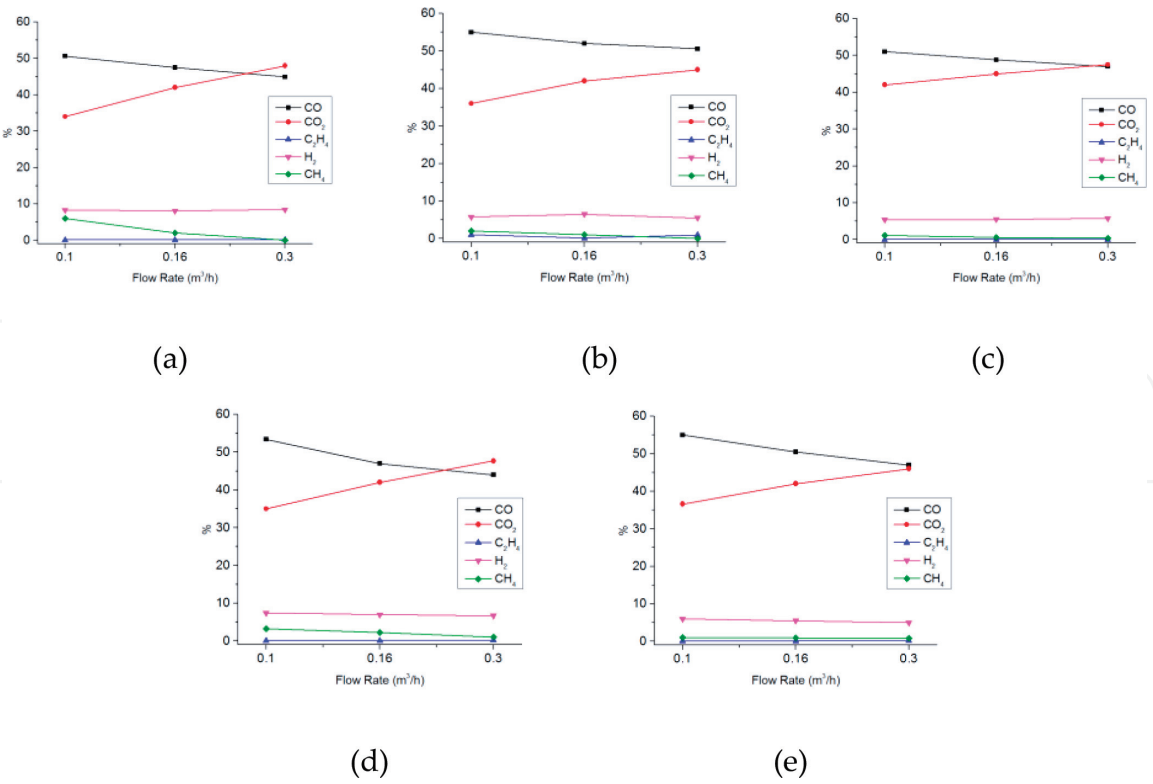 60
50
40
30
20
10
0
%
CO
CO₂
C₂H₄
H₂
CH₄
0.1 0.16 0.3
Flow Rate (m³/h)
(a)
60
50
40
30
20
10
0
%
CO
CO₂
C₂H₄
H₂
CH₄
0.1 0.16 0.3
Flow Rate (m³/h)
(b)
60
50
40
30
20
10
0
%
CO
CO₂
C₂H₄
H₂
CH₄
0.1 0.16 0.3
Flow Rate (m³/h)
(c)
60
50
40
30
20
10
0
%
CO
CO₂
C₂H₄
H₂
CH₄
0.1 0.16 0.3
Flow Rate (m³/h)
(d)
60
50
40
30
20
10
0
%
CO
CO₂
C₂H₄
H₂
CH₄
0.1 0.16 0.3
Flow Rate (m³/h)
(e)